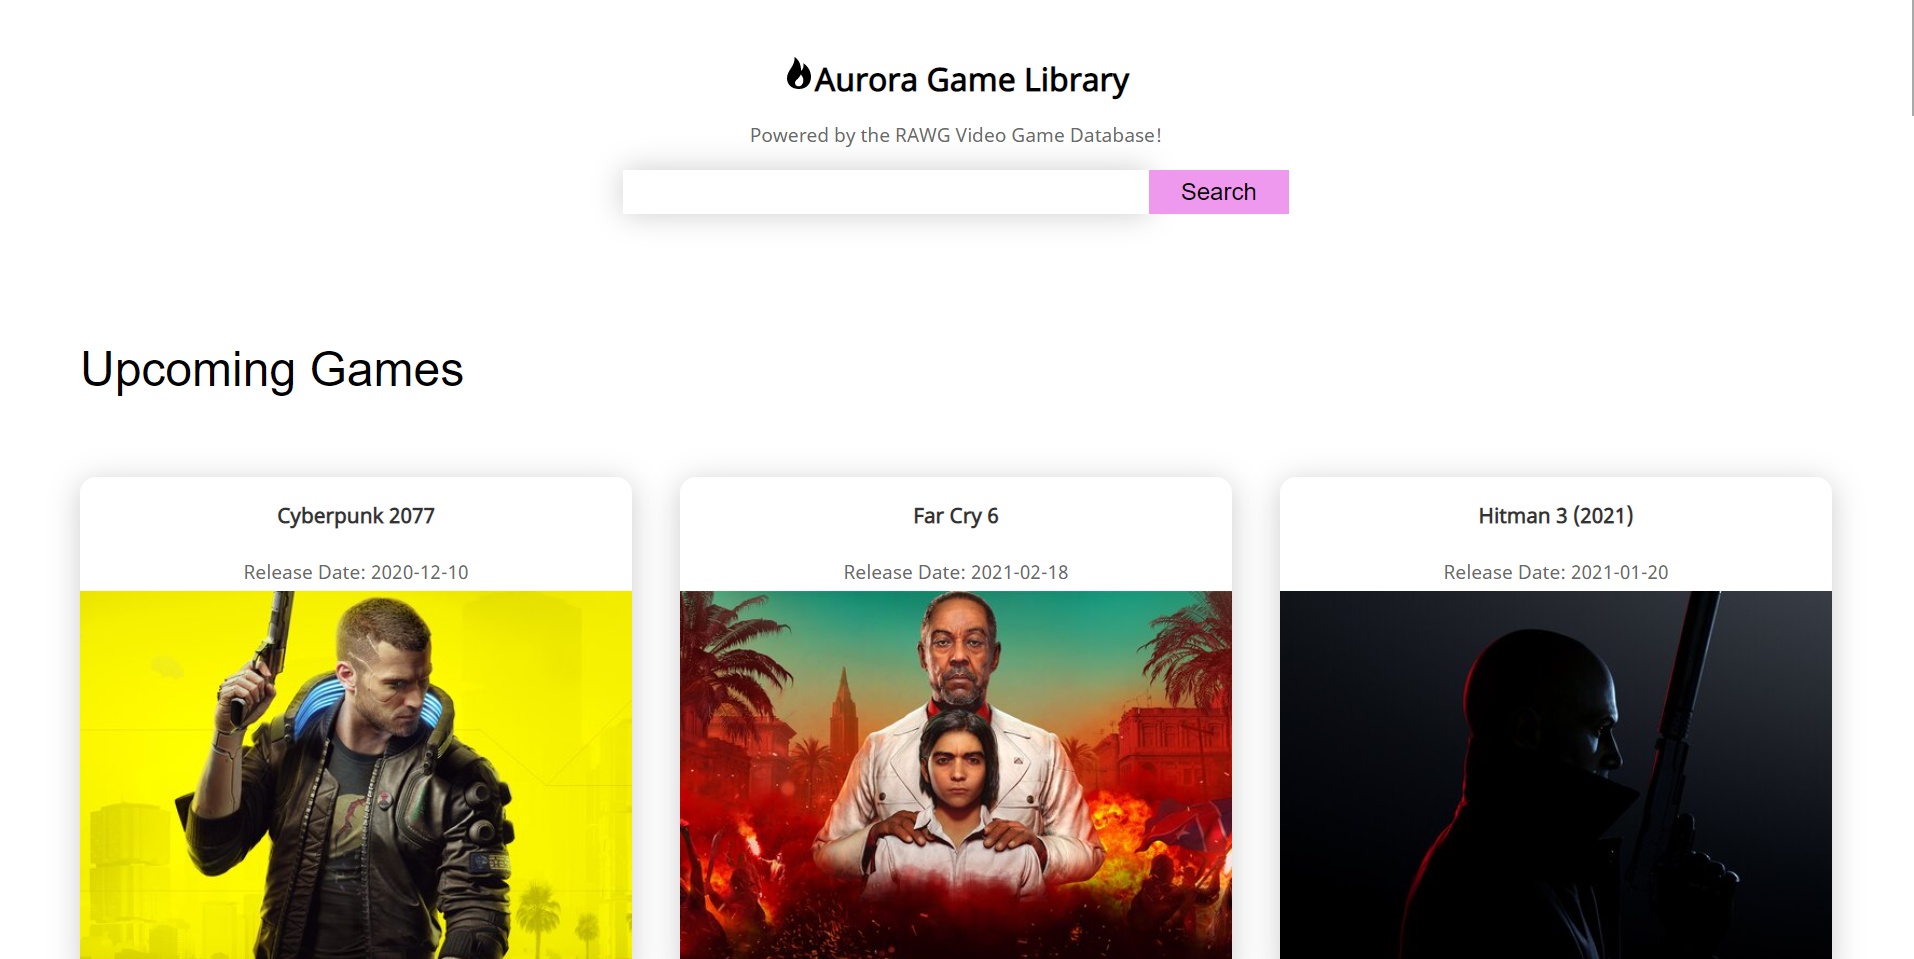 Aurora Game Library
Powered by the RAWG Video Game Database!
Search
Upcoming Games
Cyberpunk 2077
Release Date: 2020-12-10
Far Cry 6
Release Date: 2021-02-18
Hitman 3 (2021)
Release Date: 2021-01-20